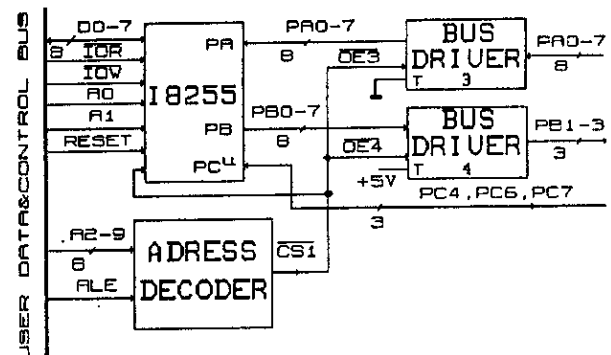 USER DATA&CONTROL BUS
D0-7
8
IOR
IOW
A0
A1
RESET
I8255
PA
PB
PCu
PA0-7
8
OE3
BUS
DRIVER
T 3
PA0-7
8
PB0-7
8
OE4
+5V
BUS
DRIVER
T 4
PB1-3
3
PC4,PC6,PC7
3
A2-9
8
ALE
ADRESS
DECODER
CS1